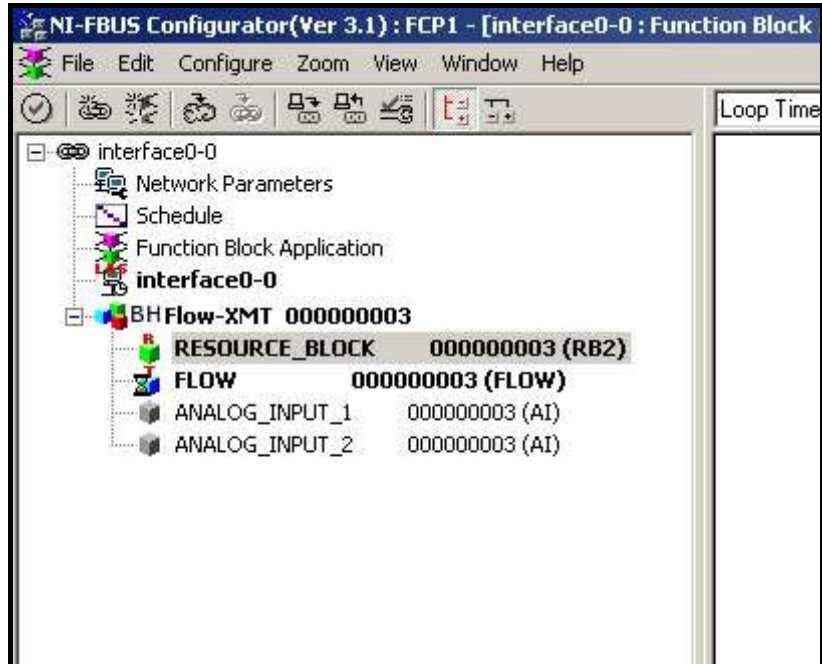 NI-FBUS Configurator(Ver 3.1) : FCP1 - [interface0-0 : Function Block
File Edit Configure Zoom View Window Help
Loop Time
interface0-0
Network Parameters
Schedule
Function Block Application
LAS
interface0-0
BH Flow-XMT 000000003
R
RESOURCE_BLOCK 000000003 (RB2)
T
FLOW 000000003 (FLOW)
ANALOG_INPUT_1 000000003 (AI)
ANALOG_INPUT_2 000000003 (AI)